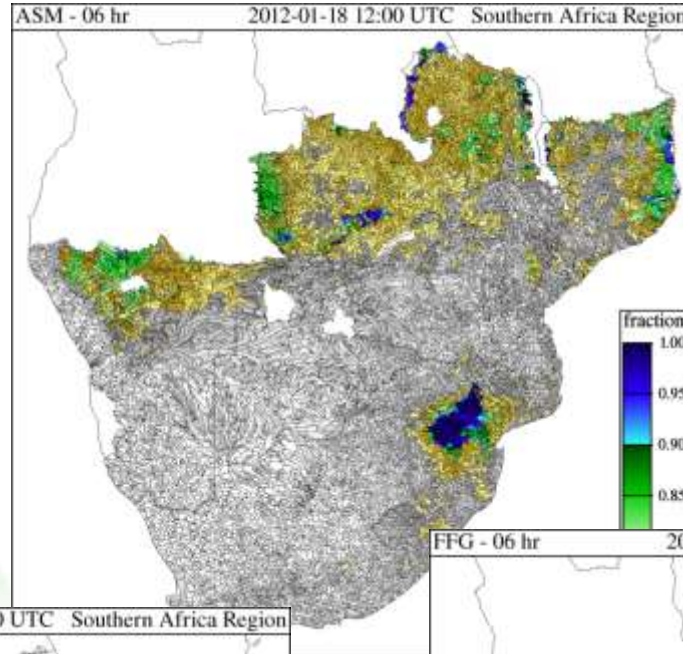 ASM - 06 hr 2012-01-18 12:00 UTC Southern Africa Region
fraction
1.00
0.95
0.90
0.85
FFG - 06 hr 20
0 UTC Southern Africa Region